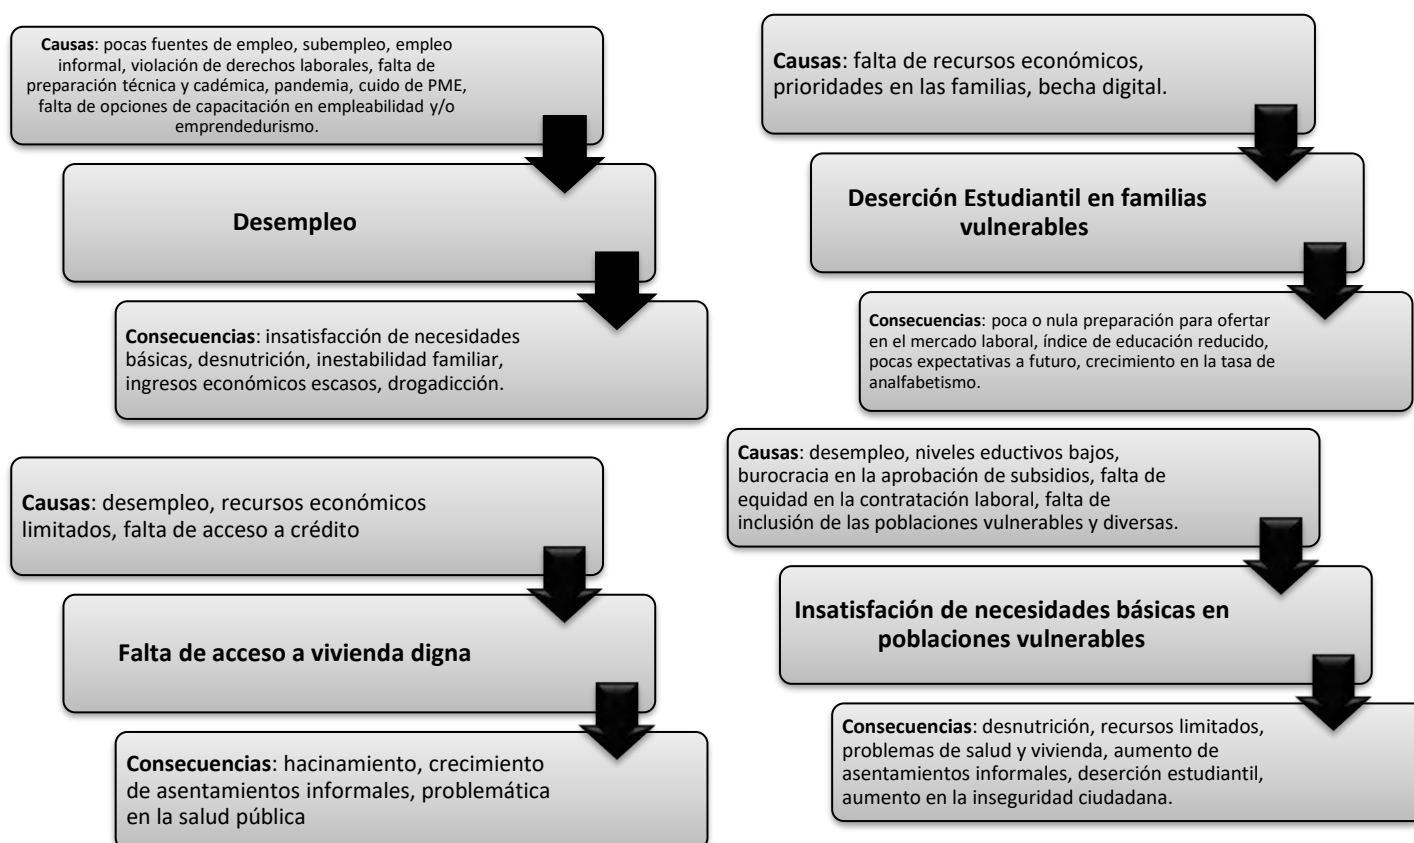 Causas: pocas fuentes de empleo, subempleo, empleo
informal, violación de derechos laborales, falta de
preparación técnica y cadémica, pandemia, cuido de PME,
falta de opciones de capacitación en empleabilidad y/o
emprendedurismo.
Desempleo
Consecuencias: insatisfacción de necesidades
básicas, desnutrición, inestabilidad familiar,
ingresos económicos escasos, drogadicción.
Causas: falta de recursos económicos,
prioridades en las familias, becha digital.
Deserción Estudiantil en familias
vulnerables
Consecuencias: poca o nula preparación para ofertar
en el mercado laboral, índice de educación reducido,
pocas expectativas a futuro, crecimiento en la tasa de
analfabetismo.
Causas: desempleo, recursos económicos
limitados, falta de acceso a crédito
Falta de acceso a vivienda digna
Consecuencias: hacinamiento, crecimiento
de asentamientos informales, problemática
en la salud pública
Causas: desempleo, niveles eductivos bajos,
burocracia en la aprobación de subsidios, falta de
equidad en la contratación laboral, falta de
inclusión de las poblaciones vulnerables y diversas.
Insatisfación de necesidades básicas en
poblaciones vulnerables
Consecuencias: desnutrición, recursos limitados,
problemas de salud y vivienda, aumento de
asentamientos informales, deserción estudiantil,
aumento en la inseguridad ciudadana.